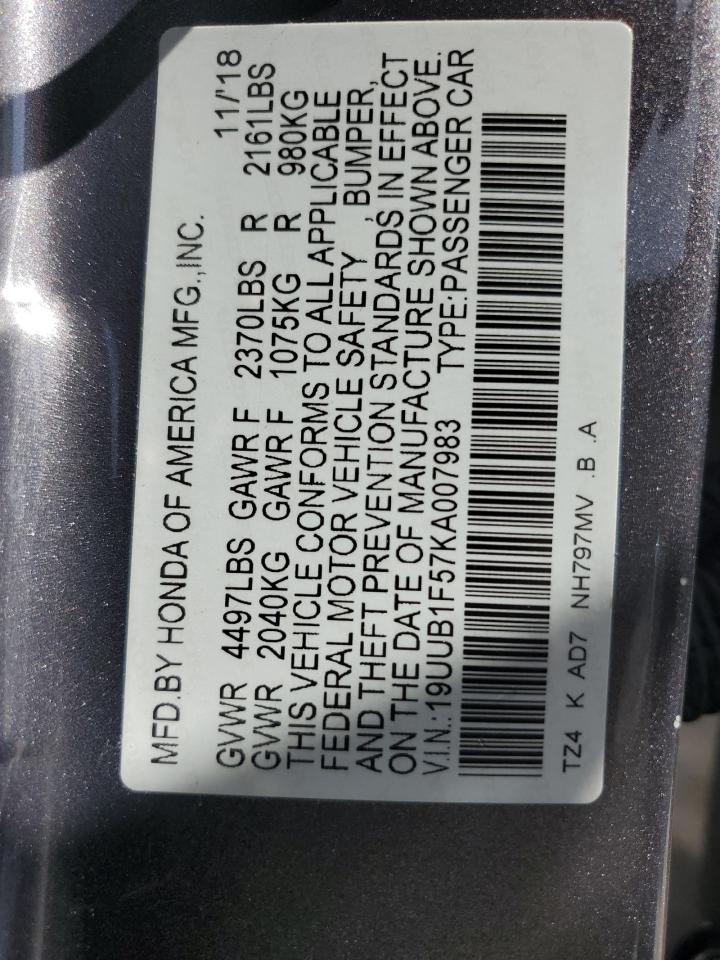 MFD.BY HONDA OF AMERICA MFG.,INC. 11/'18
GVWR 4497LBS GAWR F 2370LBS R 2161LBS
GVWR 2040KG GAWR F 1075KG R 980KG
THIS VEHICLE CONFORMS TO ALL APPLICABLE
FEDERAL MOTOR VEHICLE SAFETY , BUMPER,
AND THEFT PREVENTION STANDARDS IN EFFECT
ON THE DATE OF MANUFACTURE SHOWN ABOVE.
V.I.N.:19UUB1F57KA007983 TYPE:PASSENGER CAR
TZ4 K AD7 NH797MV .B .A